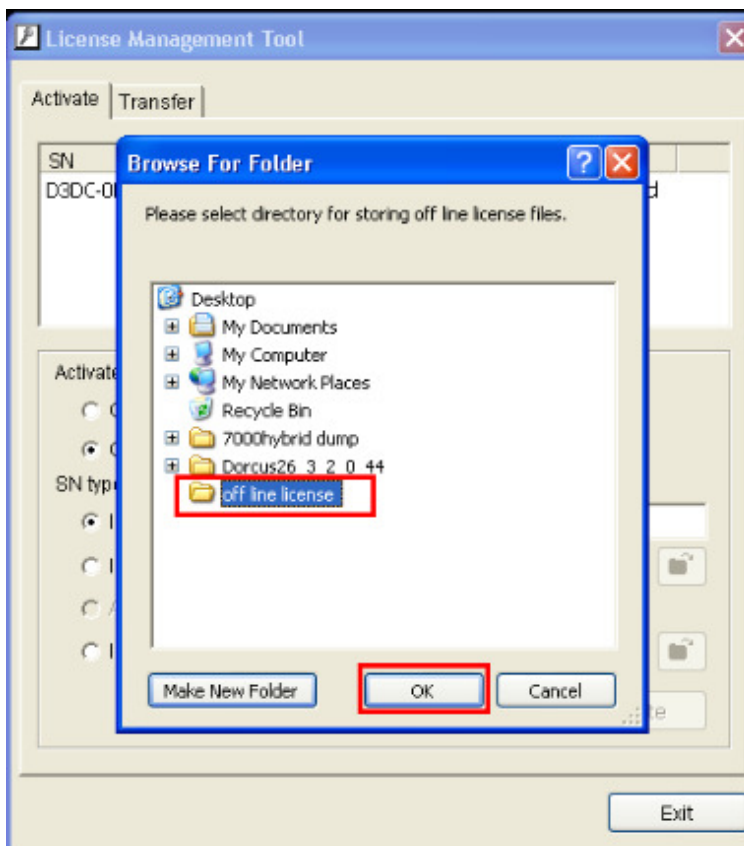 License Management Tool
Activate Transfer
SN
D3DC-0
Browse For Folder
Please select directory for storing off line license files.
Desktop
My Documents
My Computer
My Network Places
Recycle Bin
7000hybrid dump
Dorcus26_3_2_0_44
off line license
Activate
SN typ
Make New Folder OK Cancel
Exit